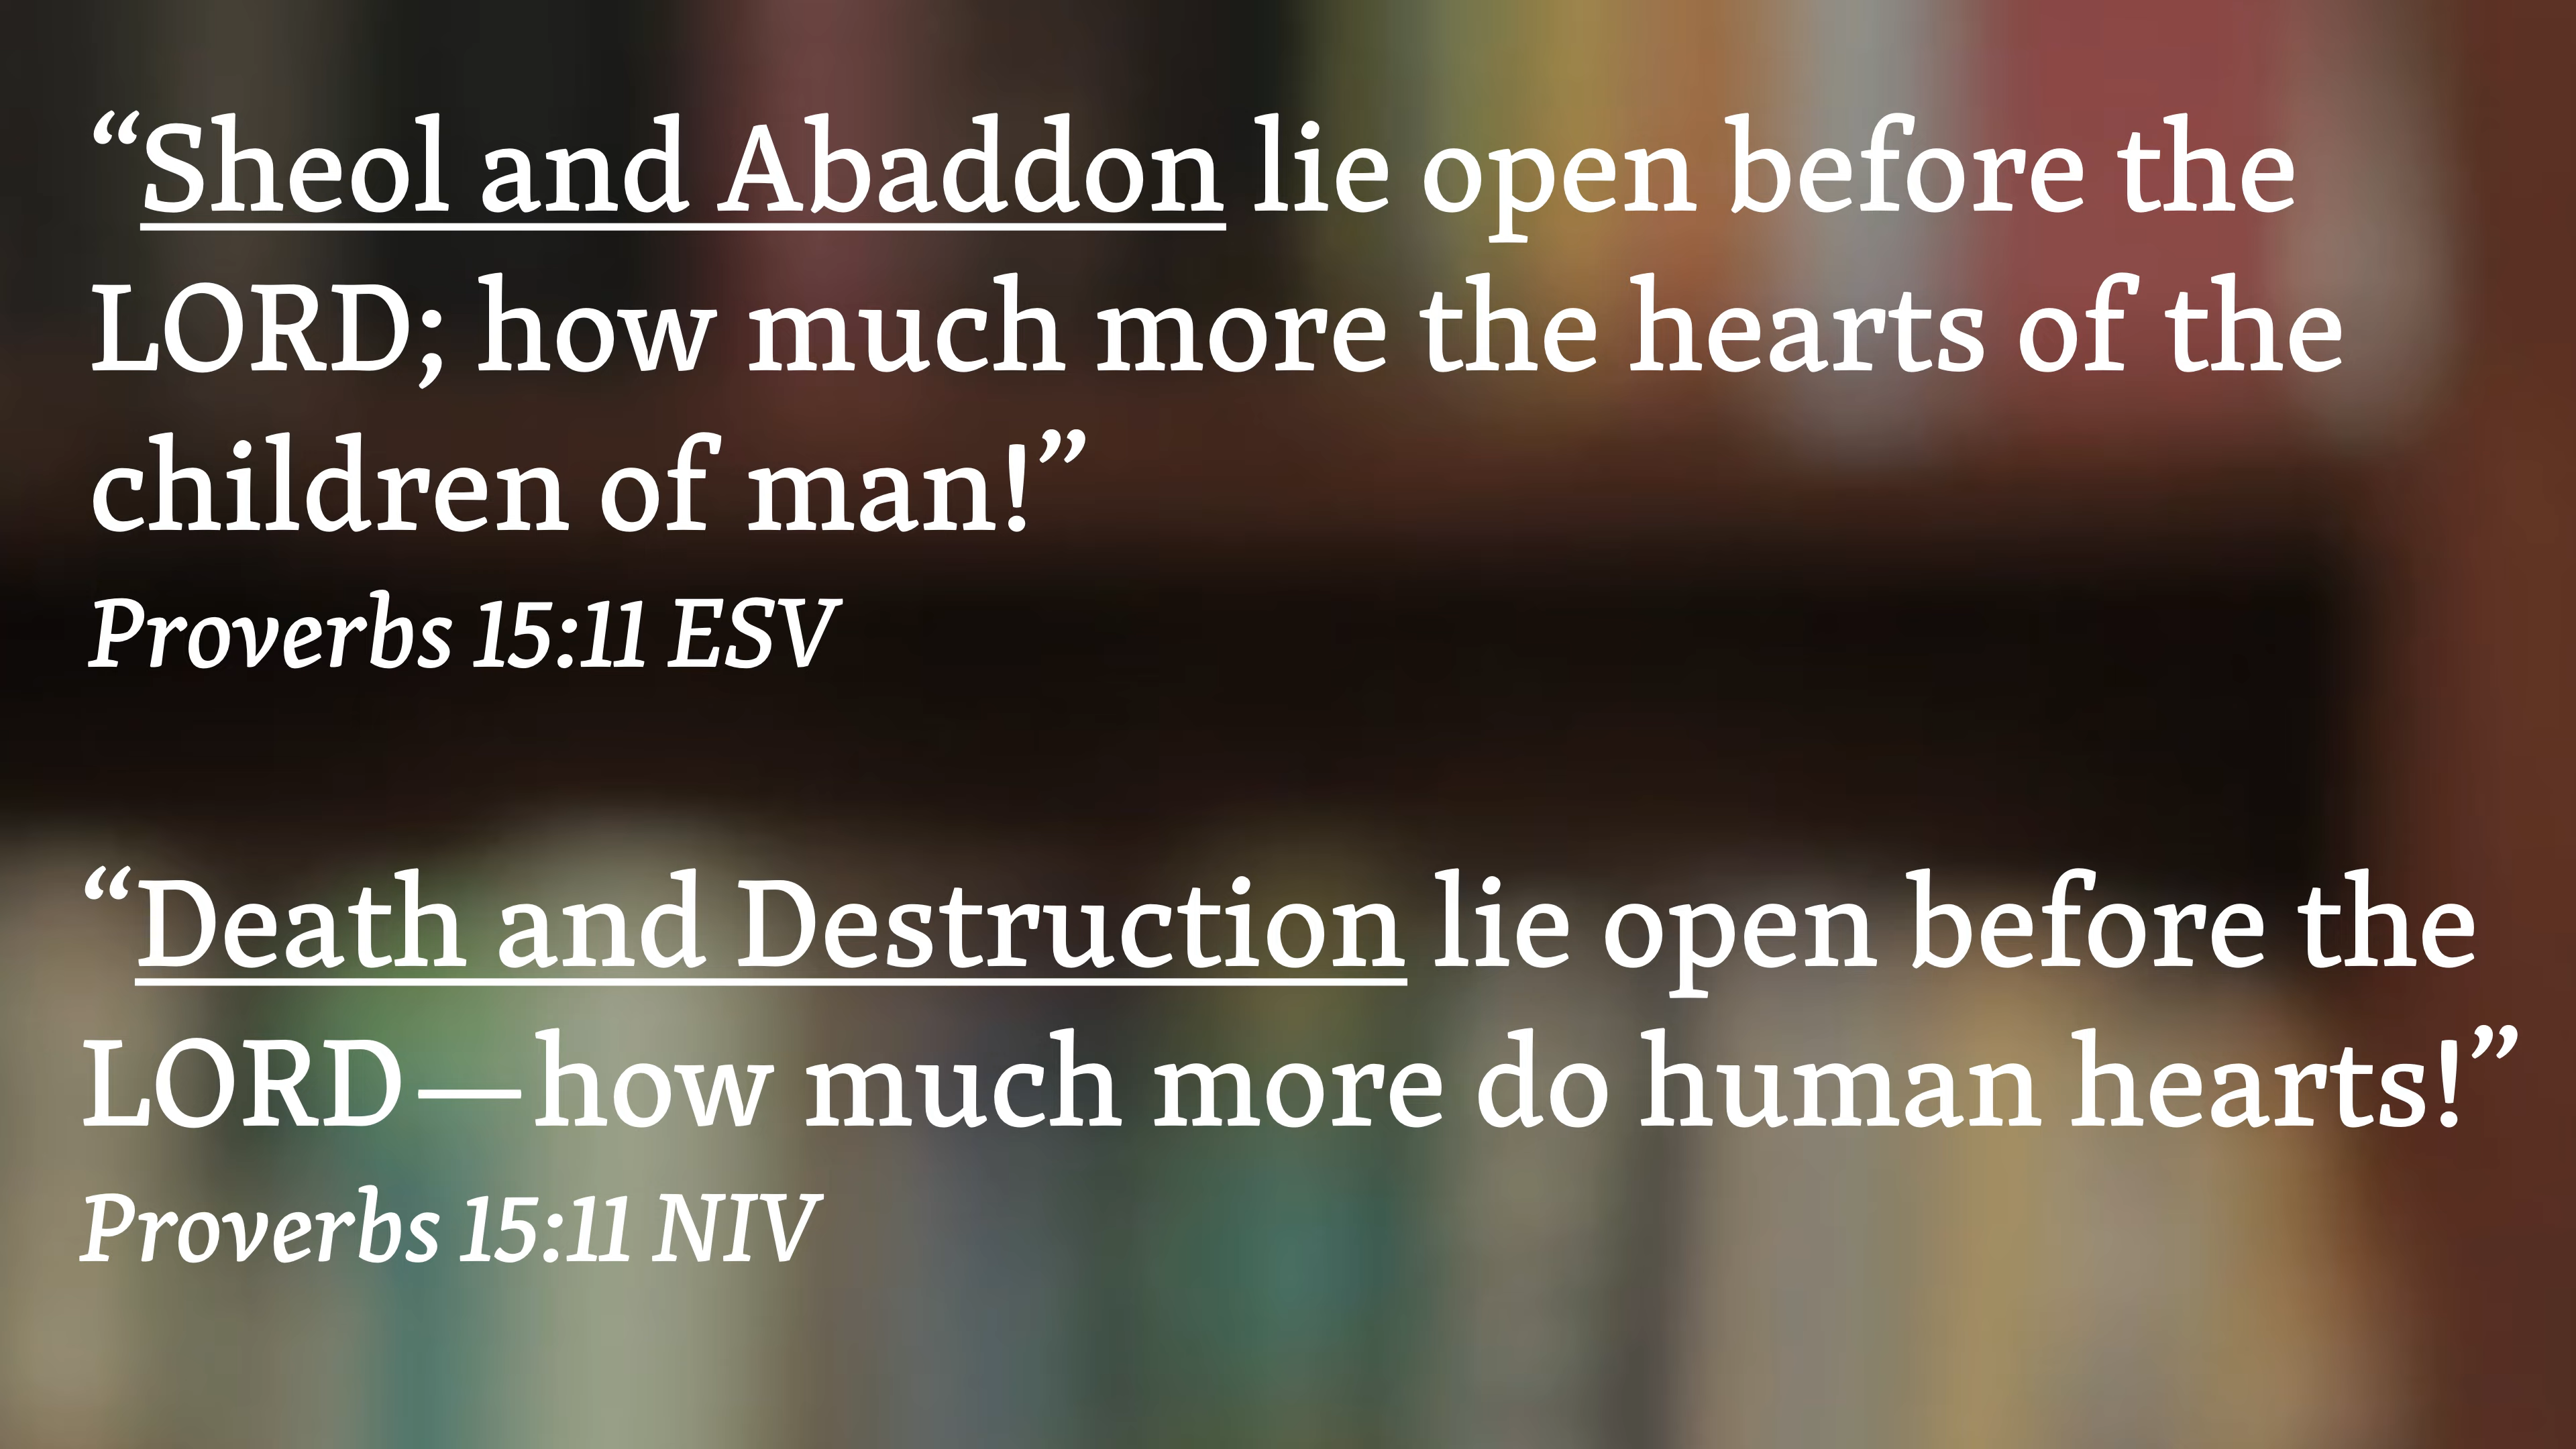 “Sheol and Abaddon lie open before the
LORD; how much more the hearts of the
children of man!”
Proverbs 15:11 ESV
“Death and Destruction lie open before the
LORD—how much more do human hearts!”
Proverbs 15:11 NIV